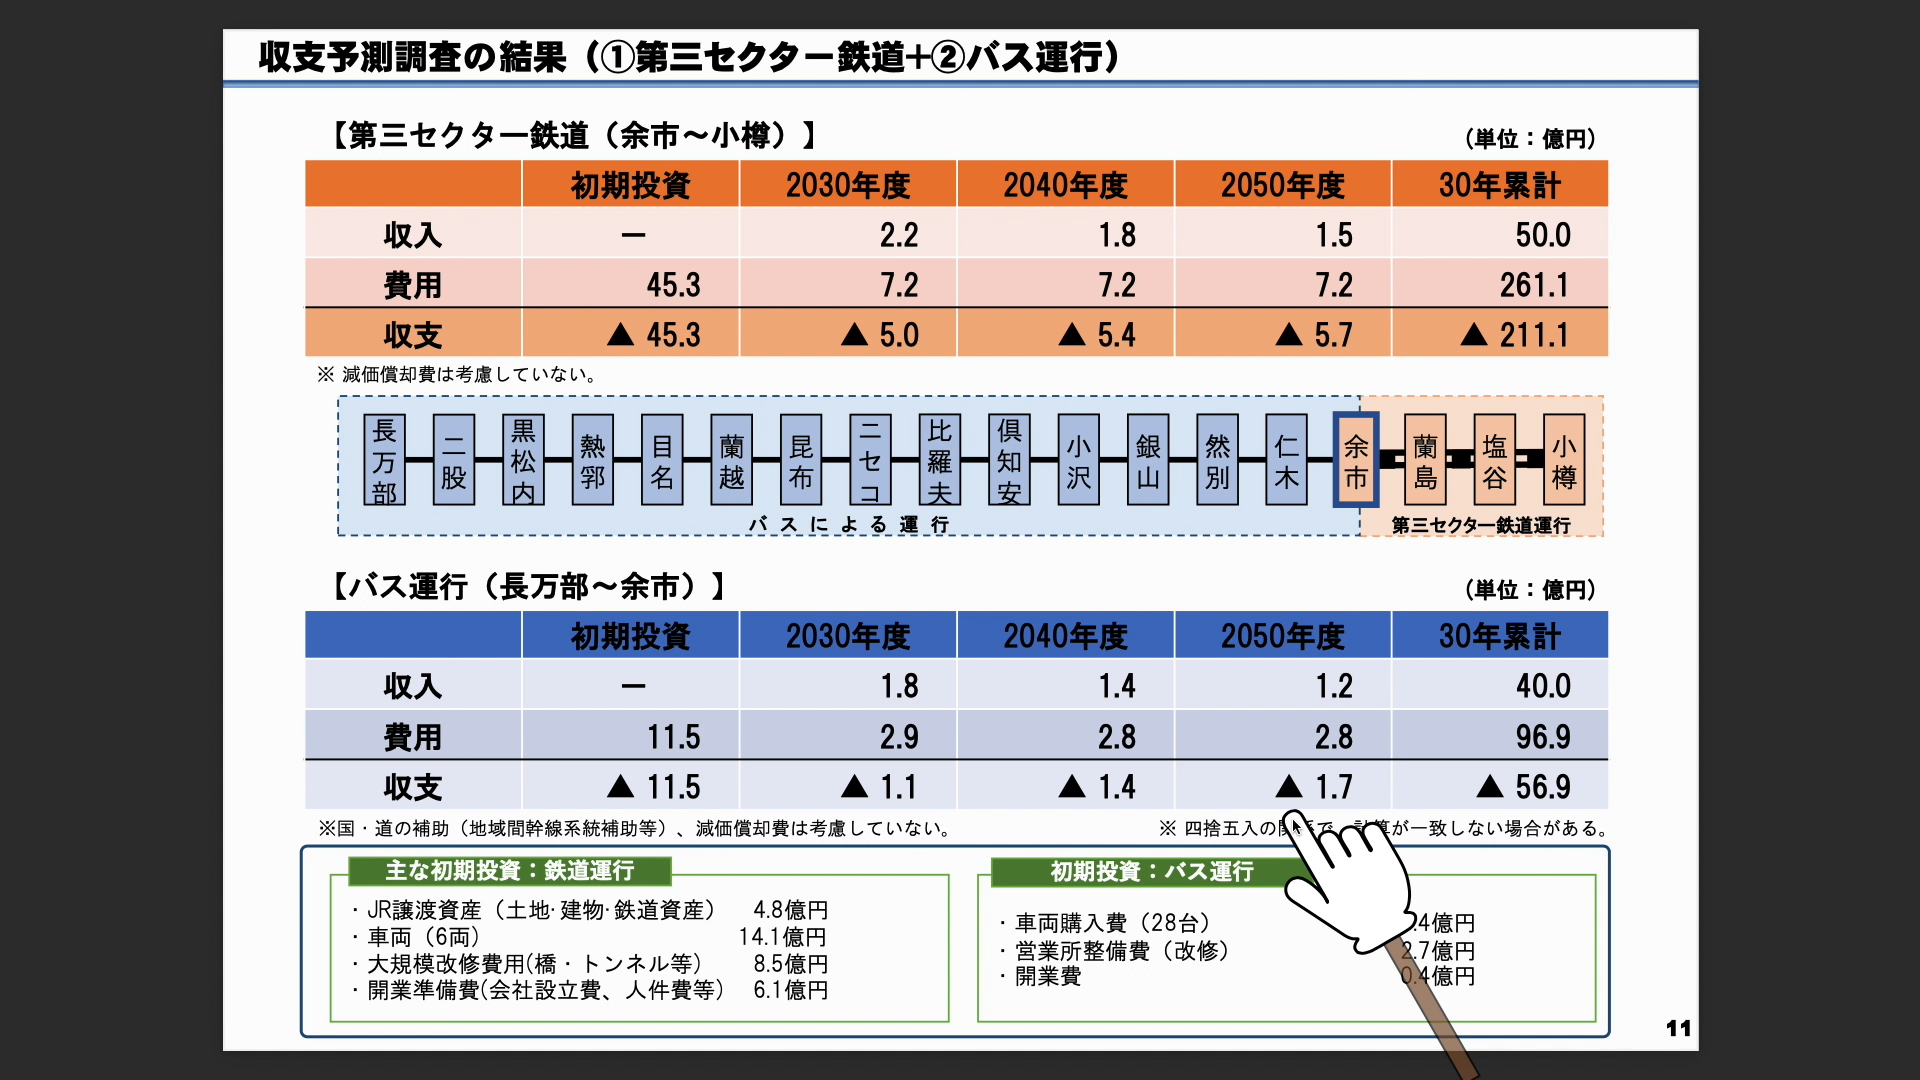 収支予測調査の結果（①第三セクター鉄道＋②バス運行）
【第三セクター鉄道（余市～小樽）】 （単位：億円）
初期投資 2030年度 2040年度 2050年度 30年累計
収入 － 2.2 1.8 1.5 50.0
費用 45.3 7.2 7.2 7.2 261.1
収支 ▲ 45.3 ▲ 5.0 ▲ 5.4 ▲ 5.7 ▲ 211.1
※ 減価償却費は考慮していない。
長万部 二股 黒松内 熱郛 目名 蘭越 昆布 ニセコ 比羅夫 倶知安 小沢 銀山 然別 仁木 余市 蘭島 塩谷 小樽
バスによる運行 第三セクター鉄道運行
【バス運行（長万部～余市）】 （単位：億円）
初期投資 2030年度 2040年度 2050年度 30年累計
収入 － 1.8 1.4 1.2 40.0
費用 11.5 2.9 2.8 2.8 96.9
収支 ▲ 11.5 ▲ 1.1 ▲ 1.4 ▲ 1.7 ▲ 56.9
※国・道の補助（地域間幹線系統補助等）、減価償却費は考慮していない。 ※ 四捨五入の関係で、計算が一致しない場合がある。
主な初期投資：鉄道運行
・JR譲渡資産（土地･建物･鉄道資産） 4.8億円
・車両（6両） 14.1億円
・大規模改修費用(橋・トンネル等） 8.5億円
・開業準備費(会社設立費、人件費等） 6.1億円
初期投資：バス運行
・車両購入費（28台） .4億円
・営業所整備費（改修） 2.7億円
・開業費 0.4億円
11